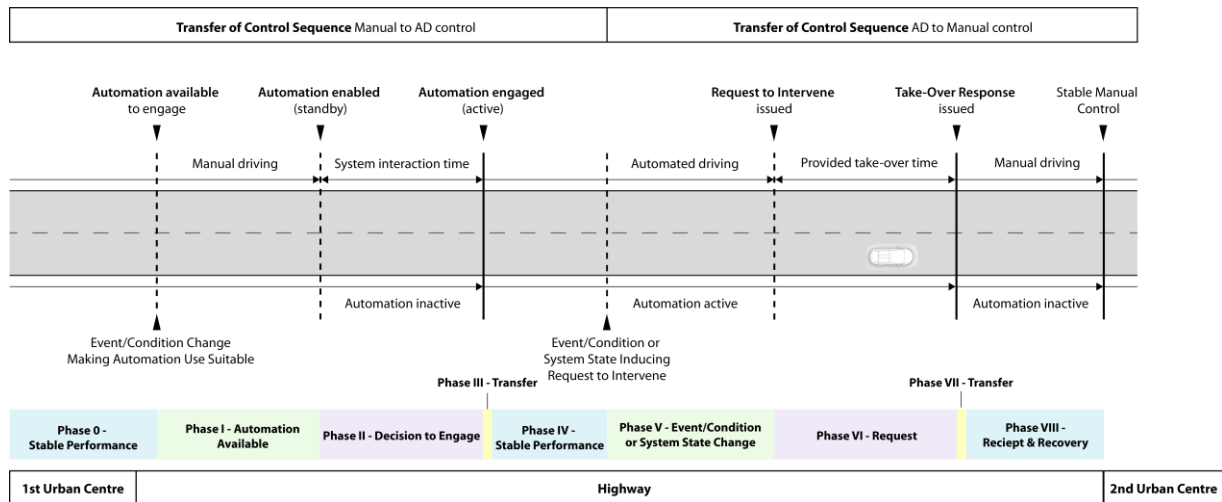 Transfer of Control Sequence Manual to AD control
Transfer of Control Sequence AD to Manual control
Automation available
to engage
Automation enabled
(standby)
Automation engaged
(active)
Request to Intervene
issued
Take-Over Response
issued
Stable Manual
Control
Manual driving
System interaction time
Automated driving
Provided take-over time
Manual driving
Automation inactive
Automation active
Automation inactive
Event/Condition Change
Making Automation Use Suitable
Event/Condition or
System State Inducing
Request to Intervene
Phase III - Transfer
Phase VII - Transfer
Phase 0 -
Stable Performance
Phase I - Automation
Available
Phase II - Decision to Engage
Phase IV -
Stable Performance
Phase V - Event/Condition
or System State Change
Phase VI - Request
Phase VIII -
Reciept & Recovery
1st Urban Centre
Highway
2nd Urban Centre